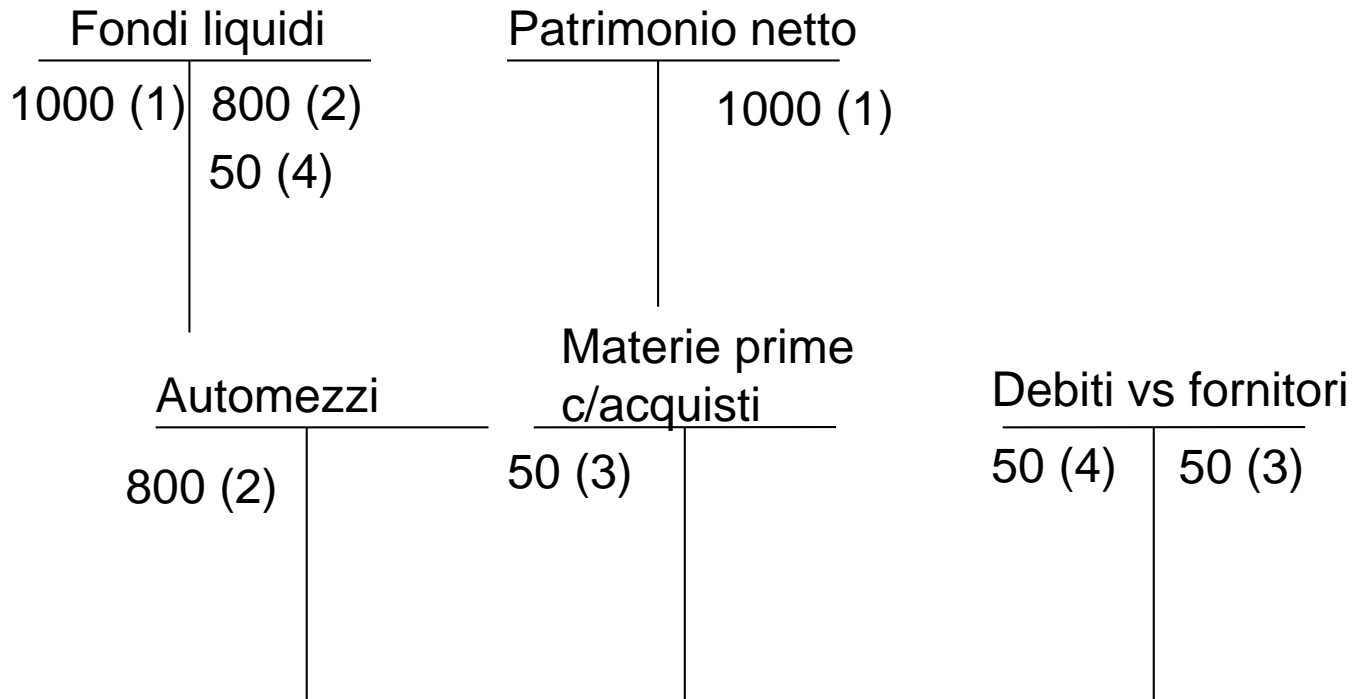 Fondi liquidi
1000 (1) 800 (2)
50 (4)
Patrimonio netto
1000 (1)
Automezzi
800 (2)
Materie prime
c/acquisti
50 (3)
Debiti vs fornitori
50 (4) 50 (3)